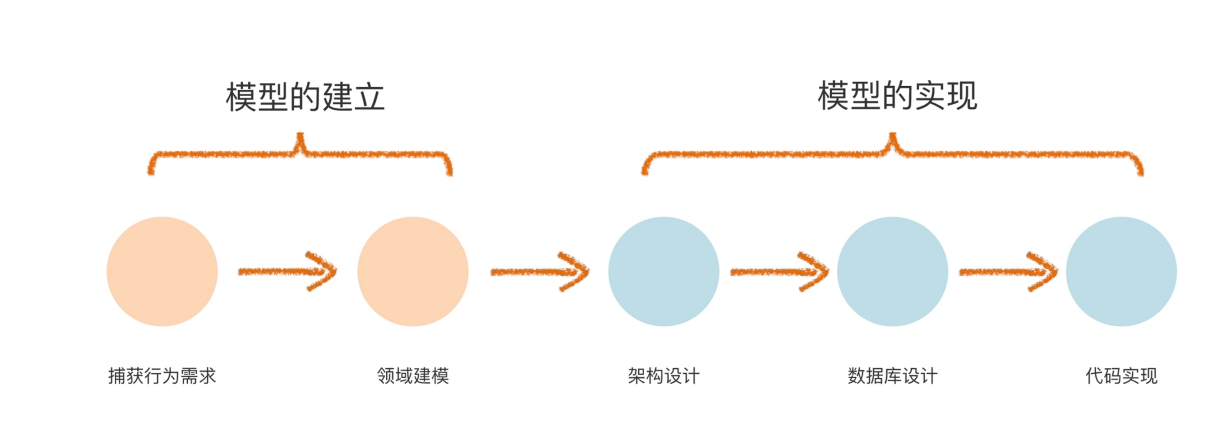 模型的建立
模型的实现
捕获行为需求
领域建模
架构设计
数据库设计
代码实现